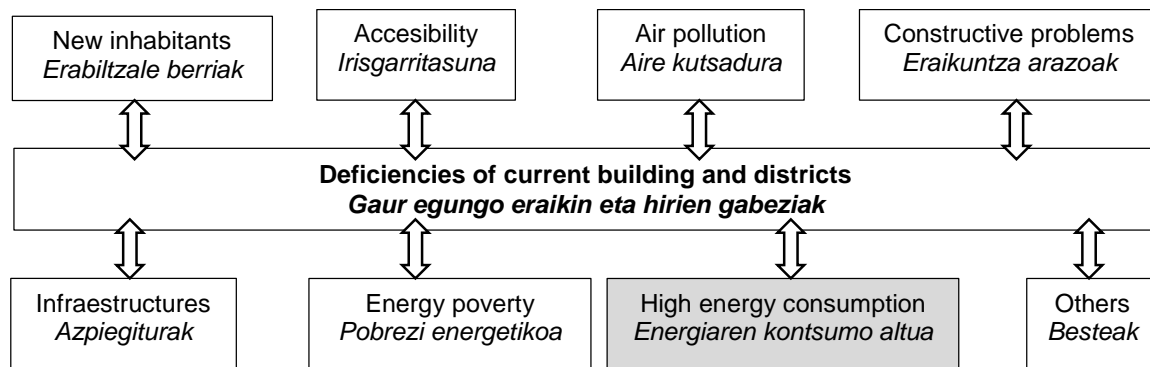 New inhabitants
Erabiltzale berriak
Accesibility
Irisgarritasuna
Air pollution
Aire kutsadura
Constructive problems
Eraikuntza arazoak
Deficiencies of current building and districts
Gaur egungo eraikin eta hirien gabeziak
Infraestructures
Azpiegiturak
Energy poverty
Pobrezi energetikoa
High energy consumption
Energiaren kontsumo altua
Others
Besteak